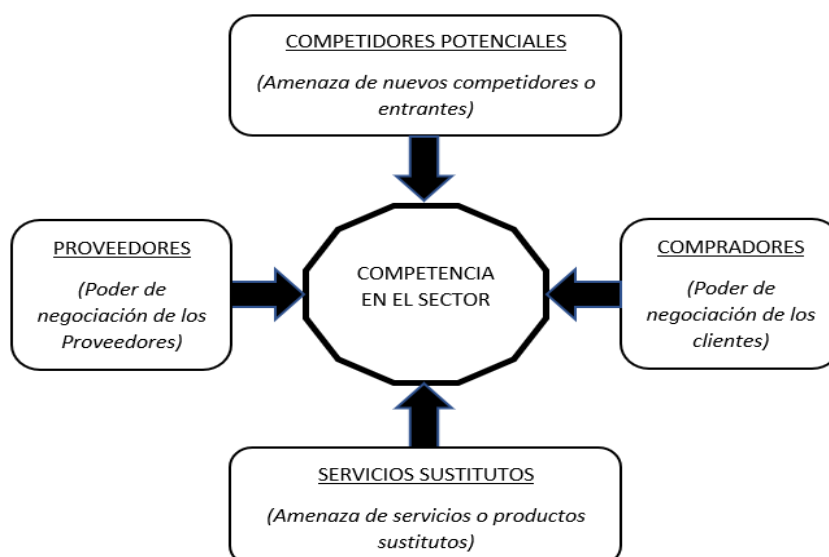 COMPETIDORES POTENCIALES
(Amenaza de nuevos competidores o
entrantes)
PROVEEDORES
(Poder de
negociación de los
Proveedores)
COMPETENCIA
EN EL SECTOR
COMPRADORES
(Poder de
negociación de los
clientes)
SERVICIOS SUSTITUTOS
(Amenaza de servicios o productos
sustitutos)